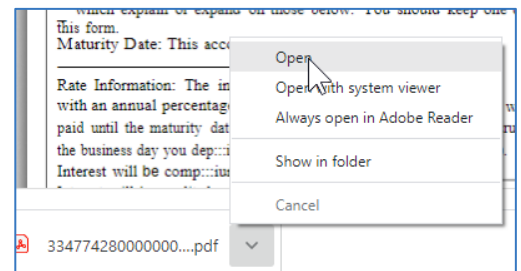 which explain or expand on those below. You should keep one
this form.
Maturity Date: This acco
Rate Information: The in
with an annual percentag
paid until the maturity dat
the business day you dep:::i
Interest will be comp:::iu
Open
Open with system viewer
Always open in Adobe Reader
Show in folder
Cancel
334774280000000....pdf